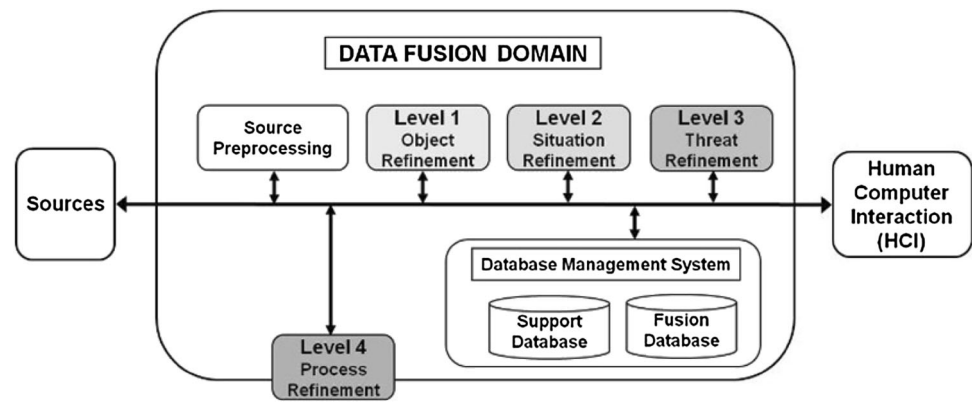 DATA FUSION DOMAIN
Source
Preprocessing
Level 1
Object
Refinement
Level 2
Situation
Refinement
Level 3
Threat
Refinement
Sources
Human
Computer
Interaction
(HCI)
Database Management System
Support
Database
Fusion
Database
Level 4
Process
Refinement